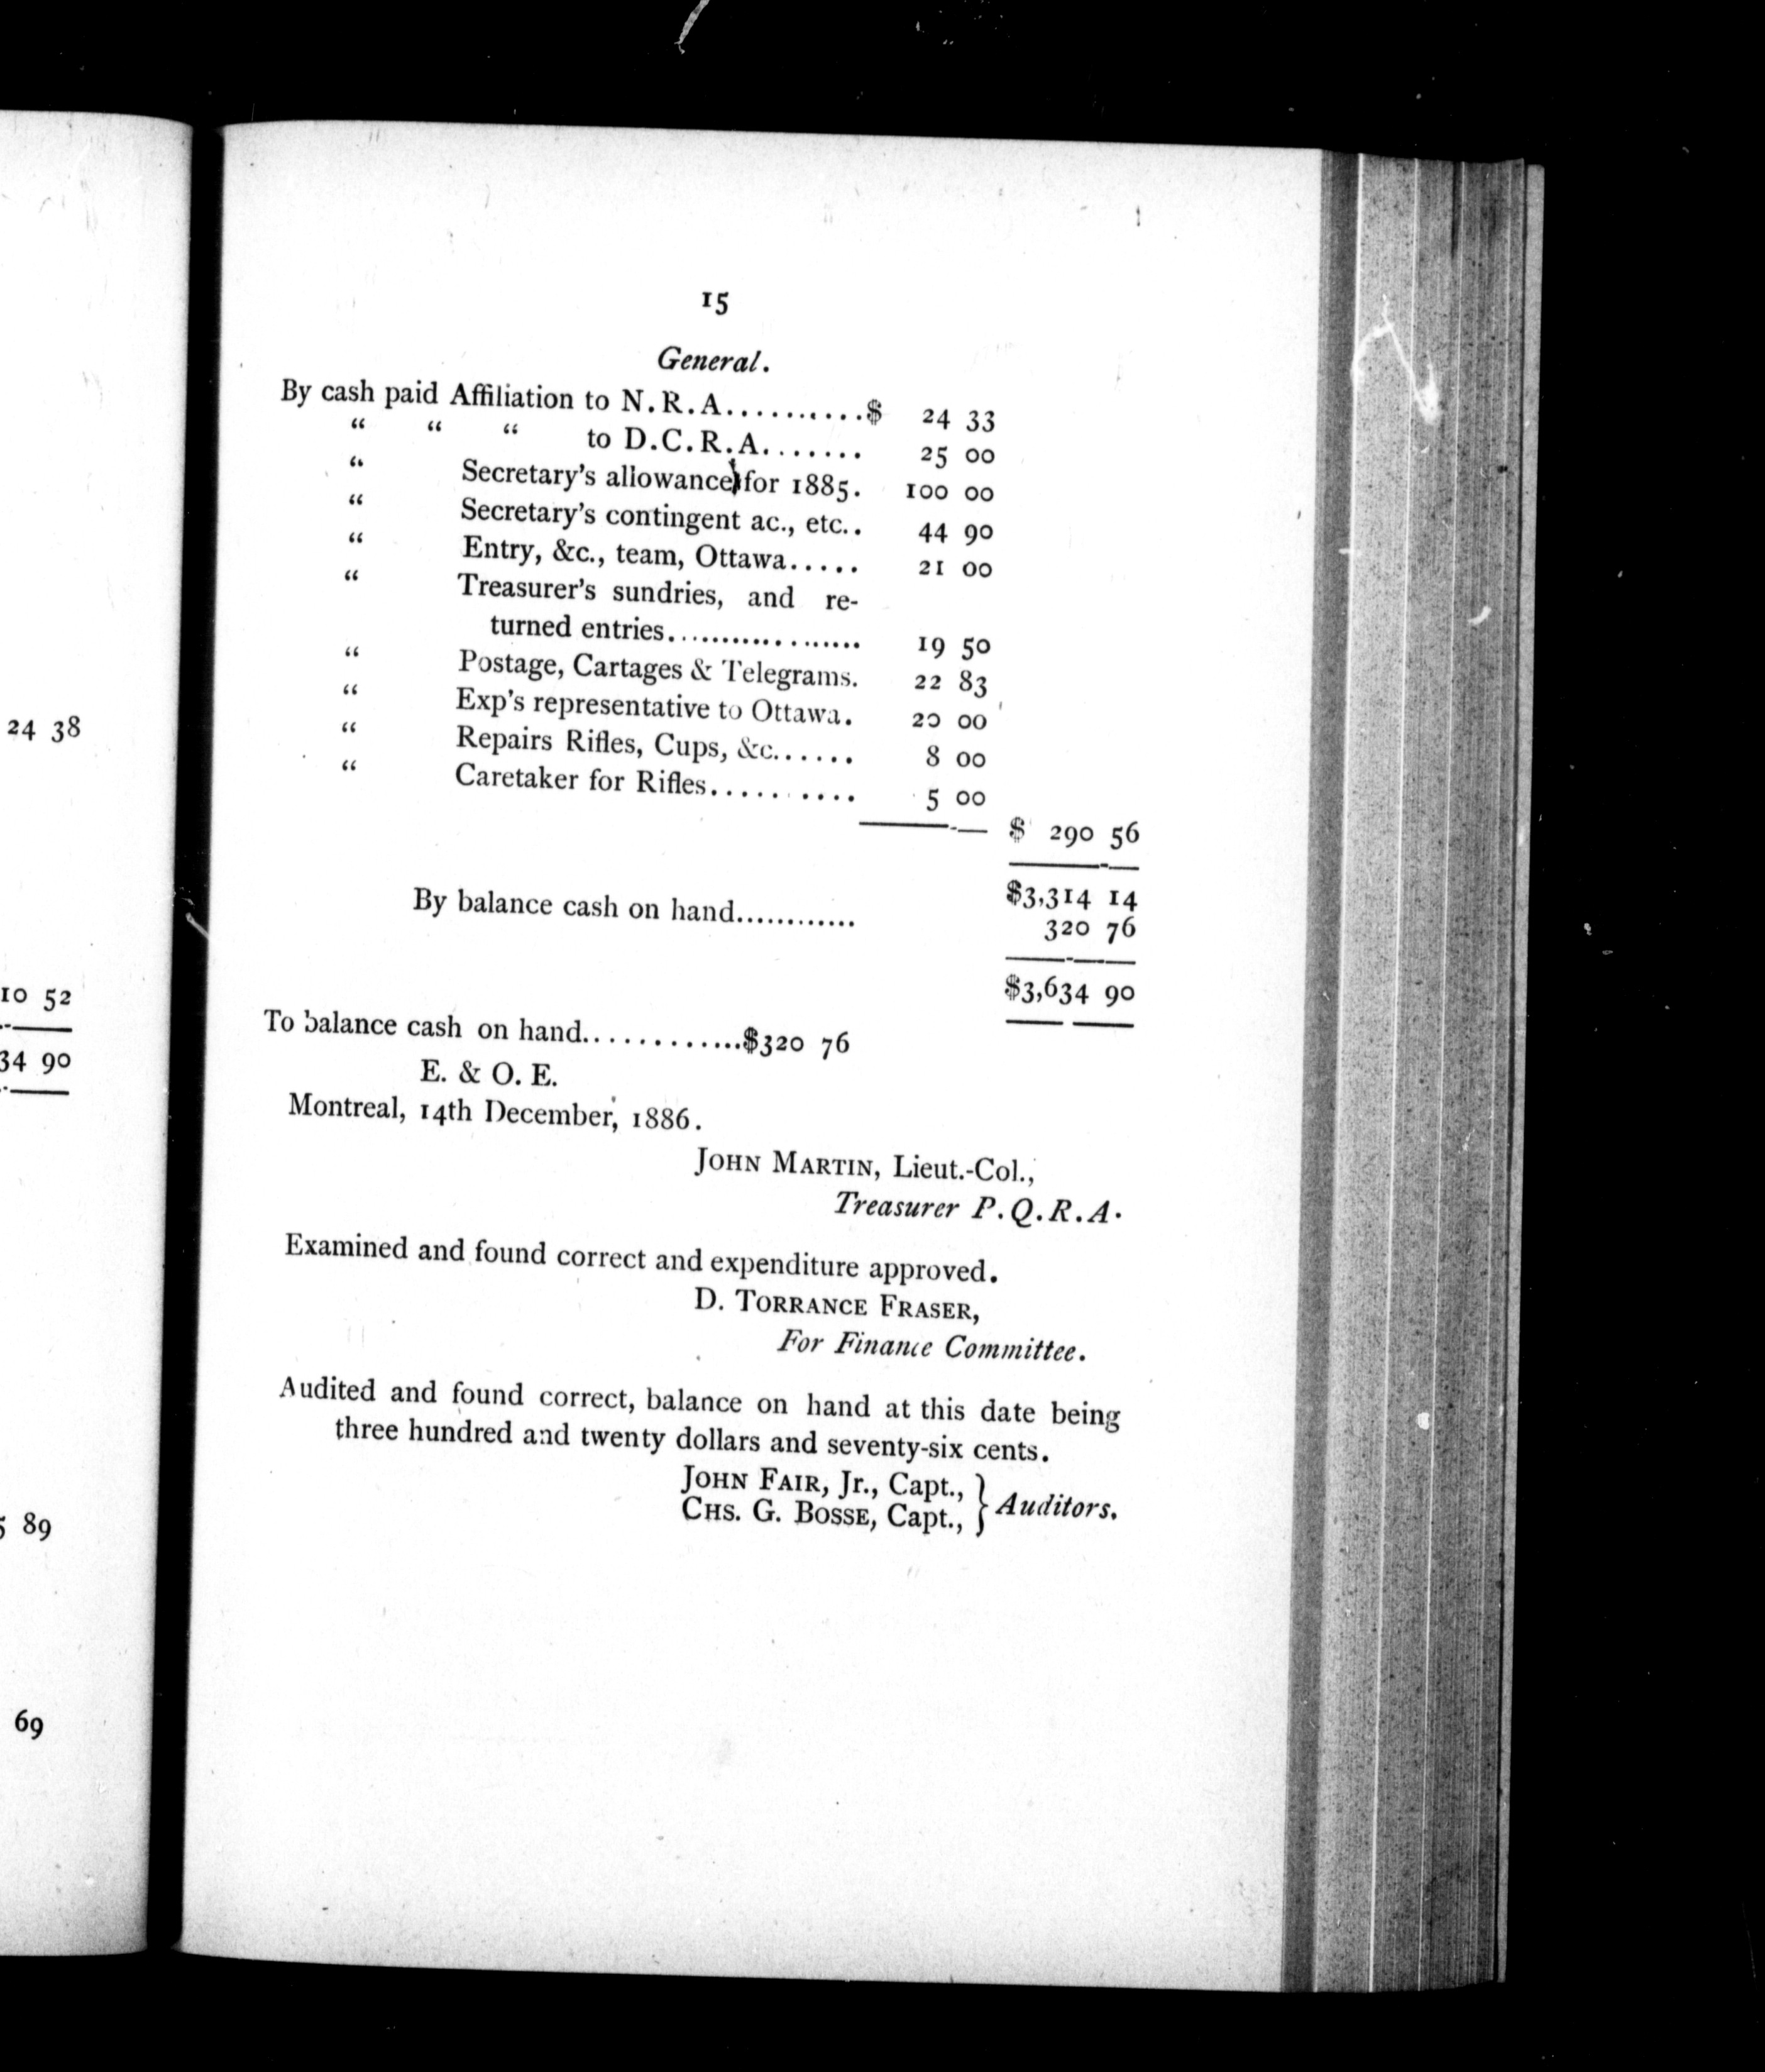 24 38
10 52
34 90
5 89
69
15
General.
By cash paid Affiliation to N.R.A..........$ 24 33
“ “ “ to D.C.R.A....... 25 00
“ Secretary's allowance for 1885. 100 00
“ Secretary's contingent ac., etc.. 44 90
“ Entry, &c., team, Ottawa..... 21 00
“ Treasurer's sundries, and re-
turned entries.................. 19 50
“ Postage, Cartages & Telegrams. 22 83
“ Exp's representative to Ottawa. 20 00
“ Repairs Rifles, Cups, &c...... 8 00
“ Caretaker for Rifles.......... 5 00
$ 290 56
$3,314 14
By balance cash on hand............ 320 76
$3,634 90
To balance cash on hand............$320 76
E. & O. E.
Montreal, 14th December, 1886.
JOHN MARTIN, Lieut.-Col.,
Treasurer P.Q.R.A.
Examined and found correct and expenditure approved.
D. TORRANCE FRASER,
For Finance Committee.
Audited and found correct, balance on hand at this date being
three hundred and twenty dollars and seventy-six cents.
JOHN FAIR, Jr., Capt.,
CHS. G. BOSSE, Capt., } Auditors.